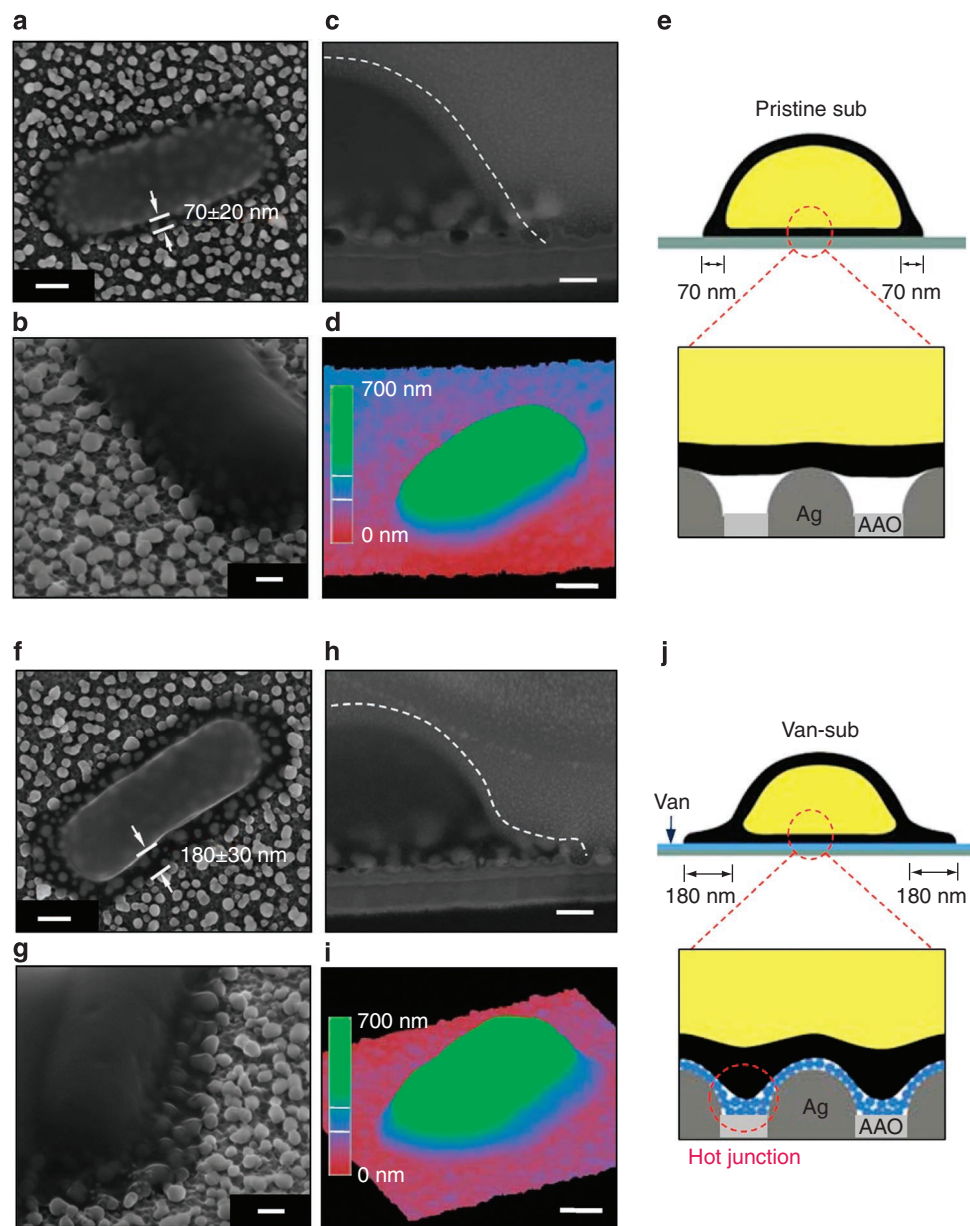 a
70±20 nm
b
c
d
700 nm
0 nm
e
Pristine sub
70 nm
70 nm
Ag
AAO
f
180±30 nm
g
h
i
700 nm
0 nm
j
Van-sub
Van
180 nm
180 nm
Ag
AAO
Hot junction